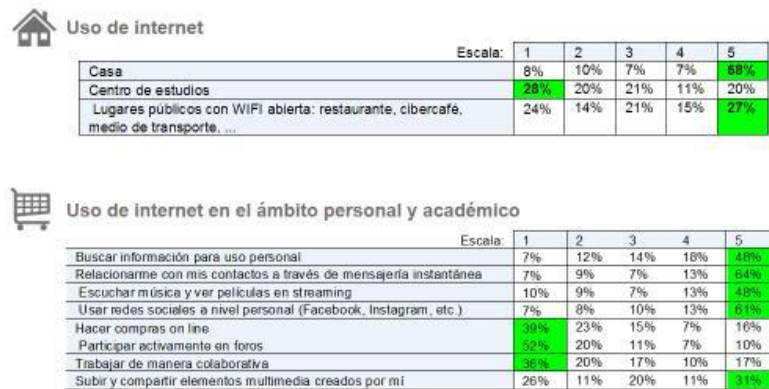 Uso de internet
Escala: 1 2 3 4 5
Casa 8% 10% 7% 7% 68%
Centro de estudios 28% 20% 21% 11% 20%
Lugares públicos con WIFI abierta: restaurante, cibercafé, 24% 14% 21% 15% 27%
medio de transporte, ...
Uso de internet en el ámbito personal y académico
Escala: 1 2 3 4 5
Buscar información para uso personal 7% 12% 14% 18% 48%
Relacionarme con mis contactos a través de mensajería instantánea 7% 9% 7% 13% 64%
Escuchar música y ver películas en streaming 10% 9% 7% 13% 48%
Usar redes sociales a nivel personal (Facebook, Instagram, etc.) 7% 8% 10% 13% 61%
Hacer compras on line 39% 23% 15% 7% 16%
Participar activamente en foros 52% 20% 11% 7% 10%
Trabajar de manera colaborativa 36% 20% 17% 10% 17%
Subir y compartir elementos multimedia creados por mí 26% 11% 20% 11% 31%